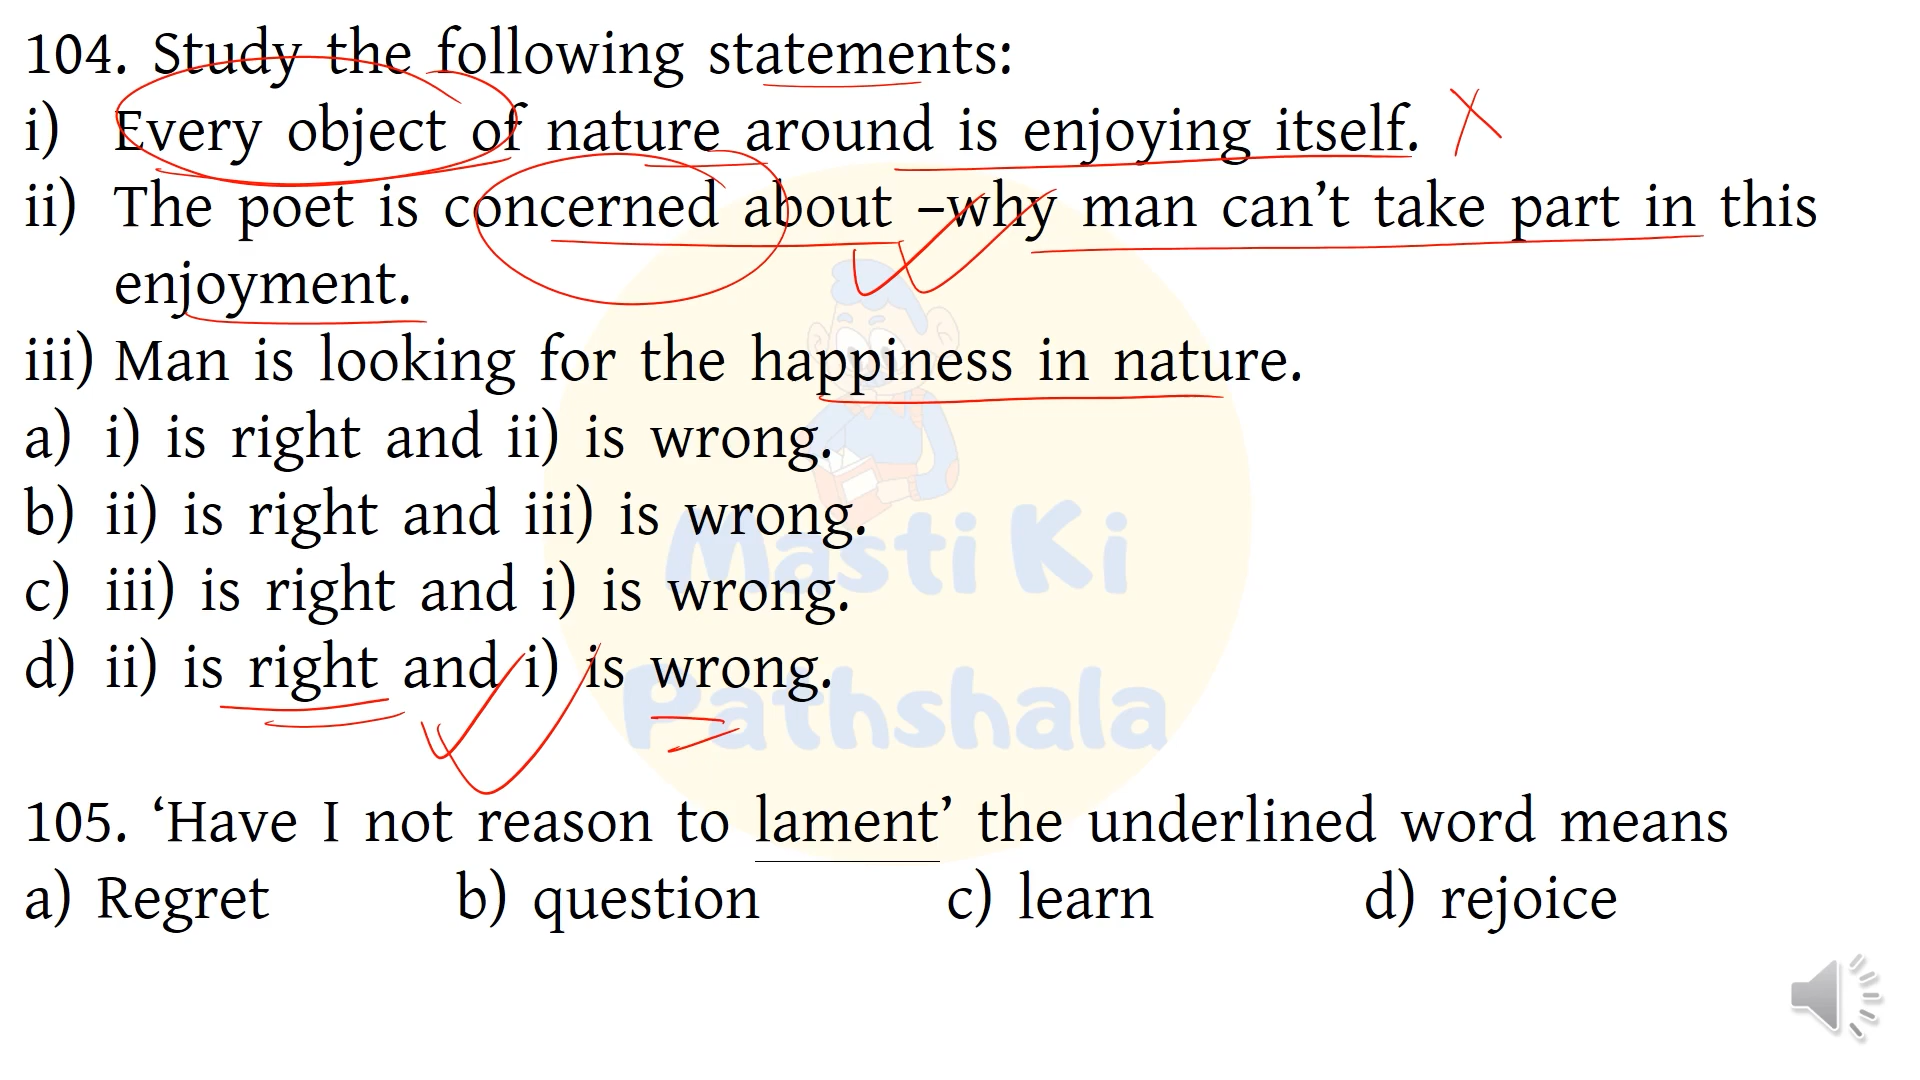 104. Study the following statements:
i) Every object of nature around is enjoying itself.
ii) The poet is concerned about –why man can’t take part in this
enjoyment.
iii) Man is looking for the happiness in nature.
a) i) is right and ii) is wrong.
b) ii) is right and iii) is wrong.
c) iii) is right and i) is wrong.
d) ii) is right and i) is wrong.
Masti Ki
Pathshala
105. ‘Have I not reason to lament’ the underlined word means
a) Regret b) question c) learn d) rejoice